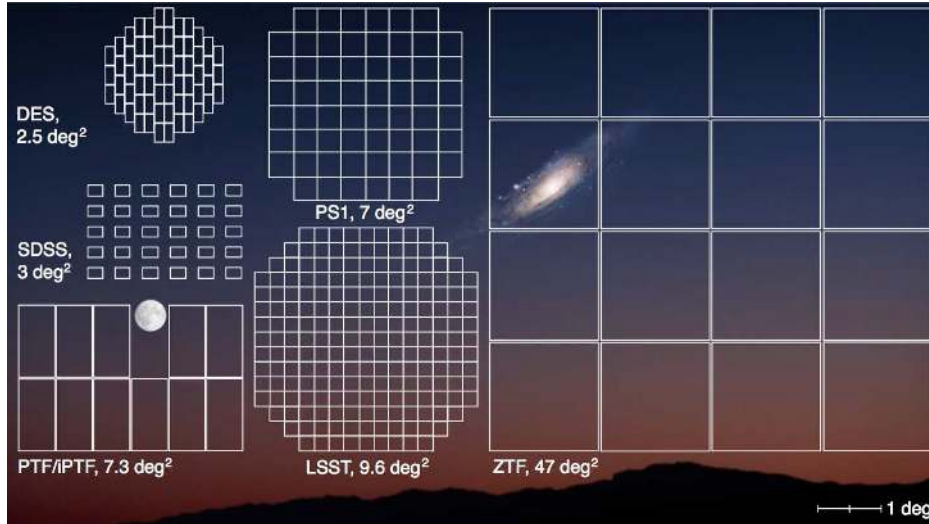 DES,
2.5 deg²
PS1, 7 deg²
SDSS,
3 deg²
PTF/iPTF, 7.3 deg²
LSST, 9.6 deg²
ZTF, 47 deg²
1 deg